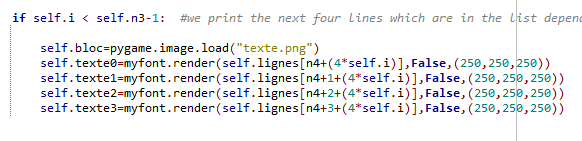 if self.i < self.n3-1:  #we print the next four lines which are in the list depen
self.bloc=pygame.image.load("texte.png")
self.texte0=myfont.render(self.lignes[n4+(4*self.i)],False,(250,250,250))
self.texte1=myfont.render(self.lignes[n4+1+(4*self.i)],False,(250,250,250))
self.texte2=myfont.render(self.lignes[n4+2+(4*self.i)],False,(250,250,250))
self.texte3=myfont.render(self.lignes[n4+3+(4*self.i)],False,(250,250,250))